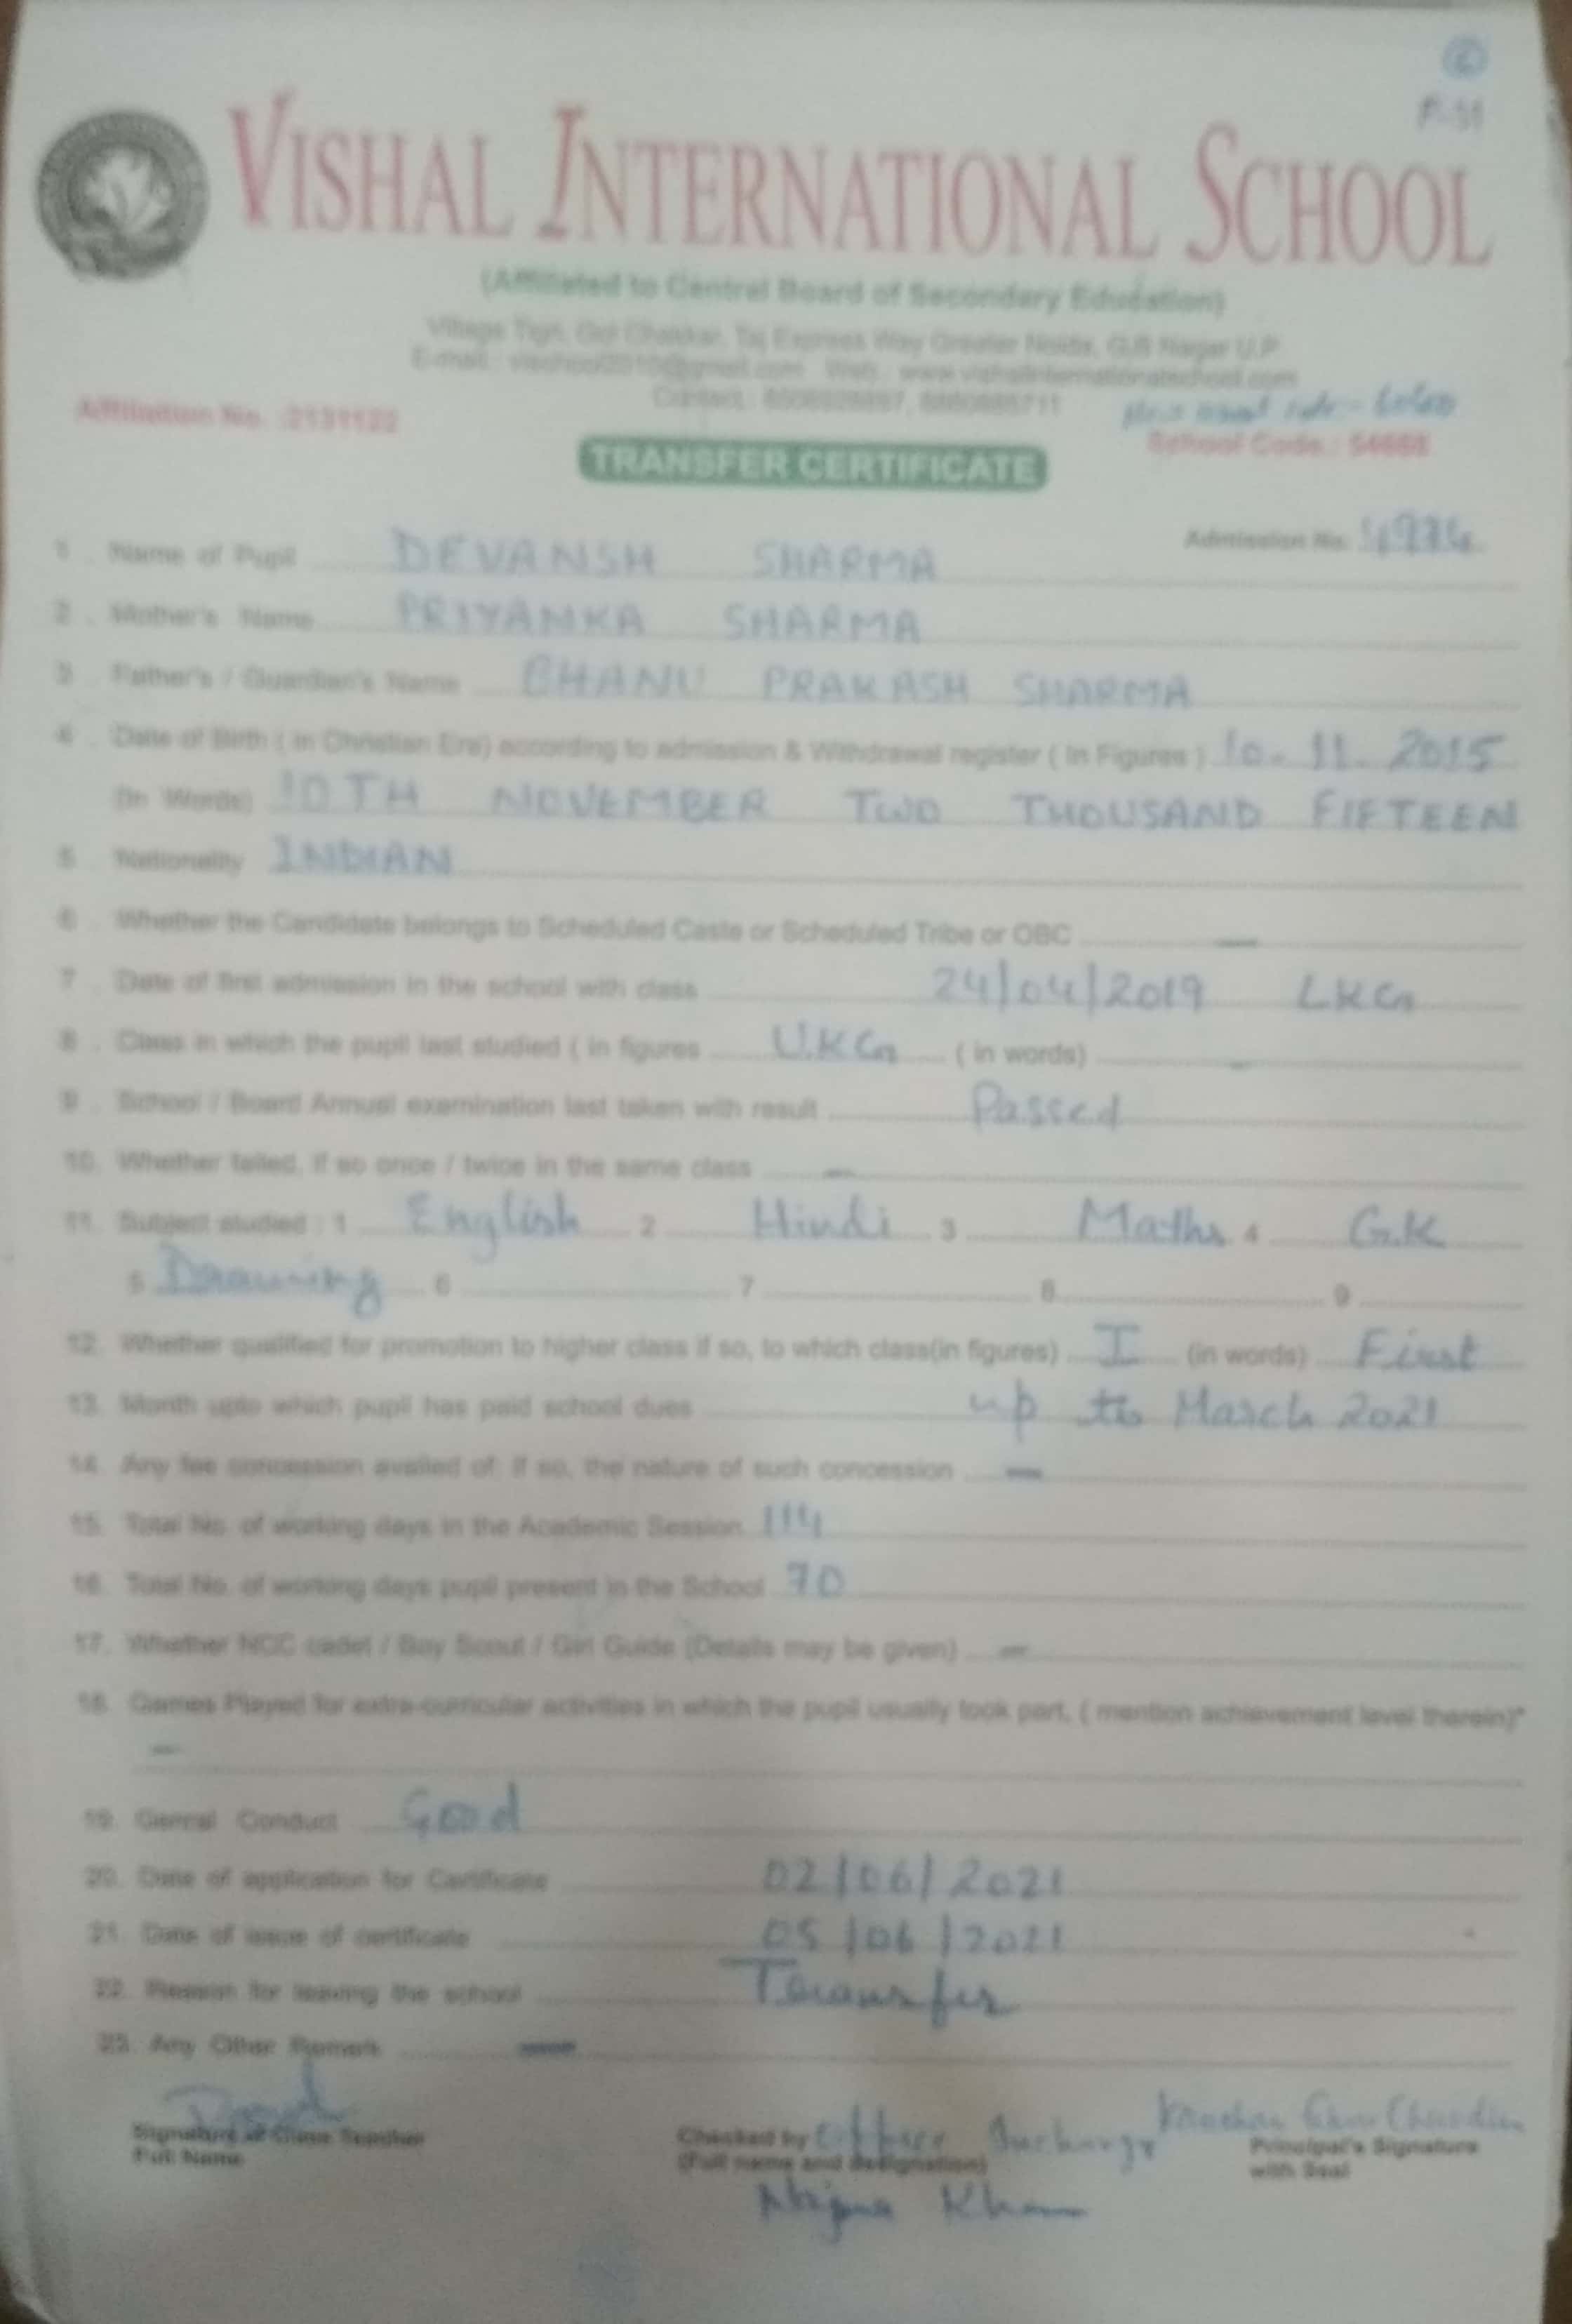 VISHAL INTERNATIONAL SCHOOL
(Affiliated to Central Board of Secondary Education)
Village Tigri, Gol Chakkar, Taj Express Way Greater Noida, G.B Nagar U.P
E-mail : Web : www.vishalinternationalschool.com
Contact :
Affiliation No. :2131122
School Code. :
TRANSFER CERTIFICATE
Admission No.
1 . Name of Pupil DEVANSH SHARMA
2 . Mother's Name PRIYANKA SHARMA
3 . Father's / Guardian's Name BHANU PRAKASH SHARMA
4 . Date of Birth ( in Christian Era) according to admission & Withdrawal register ( In Figures ) 10-11-2015
(In Words) 10TH NOVEMBER TWO THOUSAND FIFTEEN
5 . Nationality INDIAN
6 . Whether the Candidate belongs to Scheduled Caste or Scheduled Tribe or OBC —
7 . Date of first admission in the school with class 24/04/2019 LKG
8 . Class in which the pupil last studied ( in figures U.KG ( in words) —
9 . School / Board Annual examination last taken with result Passed
10. Whether failed, if so once / twice in the same class —
11. Subject studied : 1 English 2 Hindi 3 Maths 4 G.K
5 Drawing 6 7 8 9
12. Whether qualified for promotion to higher class if so, to which class(in figures) I (in words) First
13. Month upto which pupil has paid school dues up to March 2021
14. Any fee concession availed of: If so, the nature of such concession —
15. Total No. of working days in the Academic Session 114
16. Total No. of working days pupil present in the School 70
17. Whether NCC cadet / Boy Scout / Girl Guide (Details may be given) —
18. Games Played for extra-curricular activities in which the pupil usually took part, ( mention achievement level therein)*
—
19. Genral Conduct Good
20. Date of application for Certificate 02/06/2021
21. Date of issue of certificate 05/06/2021
22. Reason for leaving the school Transfer
23. Any Other Remark —
Signature of Class Teacher
Full Name
Checked by Officer Incharge
(Full name and designation)
Khan
Principal's Signature
with Seal